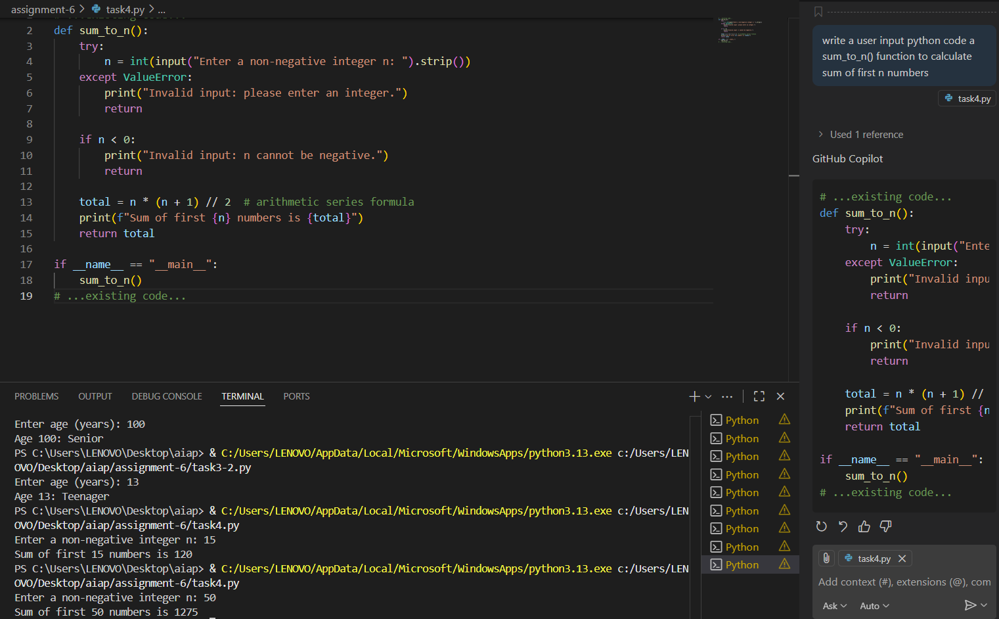 assignment-6 > task4.py > ...
2 def sum_to_n():
3 try:
4 n = int(input("Enter a non-negative integer n: ").strip())
5 except ValueError:
6 print("Invalid input: please enter an integer.")
7 return
8
9 if n < 0:
10 print("Invalid input: n cannot be negative.")
11 return
12
13 total = n * (n + 1) // 2  # arithmetic series formula
14 print(f"Sum of first {n} numbers is {total}")
15 return total
16
17 if __name__ == "__main__":
18 sum_to_n()
19 # ...existing code...
PROBLEMS OUTPUT DEBUG CONSOLE TERMINAL PORTS
Enter age (years): 100
Age 100: Senior
PS C:\Users\LENOVO\Desktop\aiap> & C:/Users/LENOVO/AppData/Local/Microsoft/WindowsApps/python3.13.exe c:/Users/LEN
OVO/Desktop/aiap/assignment-6/task3-2.py
Enter age (years): 13
Age 13: Teenager
PS C:\Users\LENOVO\Desktop\aiap> & C:/Users/LENOVO/AppData/Local/Microsoft/WindowsApps/python3.13.exe c:/Users/LEN
OVO/Desktop/aiap/assignment-6/task4.py
Enter a non-negative integer n: 15
Sum of first 15 numbers is 120
PS C:\Users\LENOVO\Desktop\aiap> & C:/Users/LENOVO/AppData/Local/Microsoft/WindowsApps/python3.13.exe c:/Users/LEN
OVO/Desktop/aiap/assignment-6/task4.py
Enter a non-negative integer n: 50
Sum of first 50 numbers is 1275
Python
Python
Python
Python
Python
Python
Python
Python
Python
write a user input python code a
sum_to_n() function to calculate
sum of first n numbers
task4.py
> Used 1 reference
GitHub Copilot
# ...existing code...
def sum_to_n():
try:
n = int(input("Ente
except ValueError:
print("Invalid inpu
return
if n < 0:
print("Invalid inpu
return
total = n * (n + 1) //
print(f"Sum of first {n
return total
if __name__ == "__main__":
sum_to_n()
# ...existing code...
task4.py
Add context (#), extensions (@), com
Ask Auto